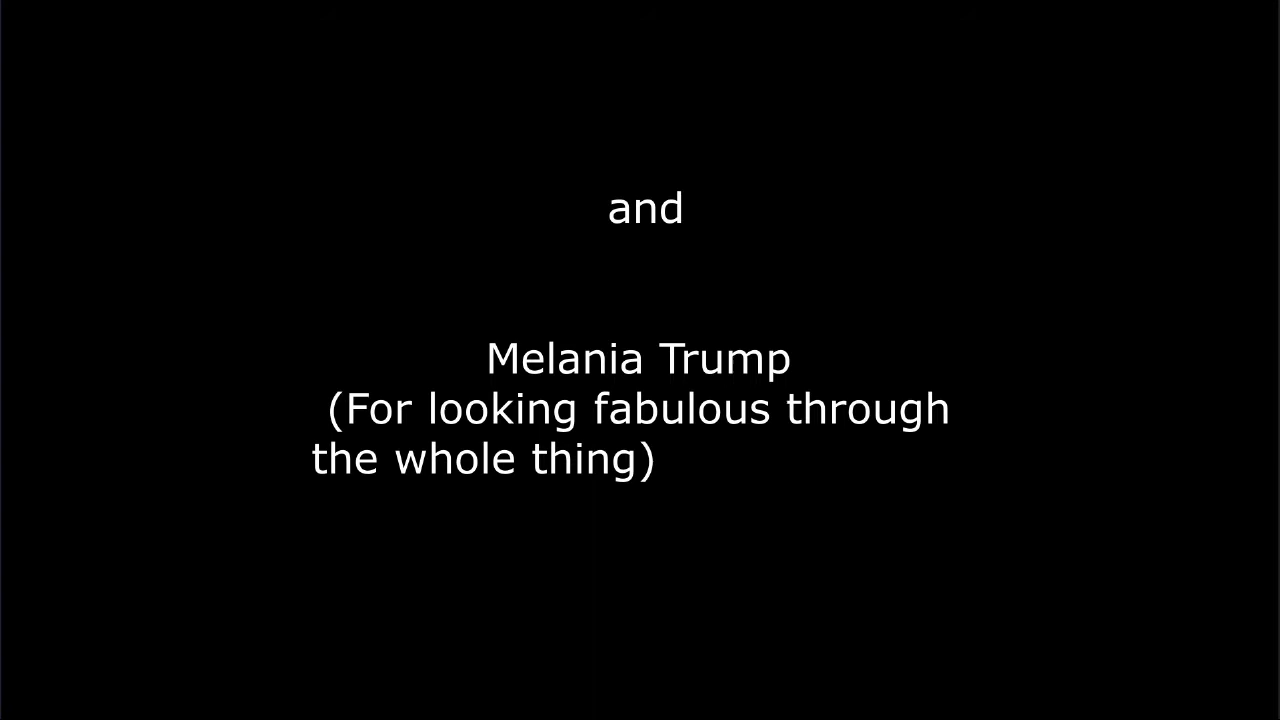 and
Melania Trump
(For looking fabulous through
the whole thing)